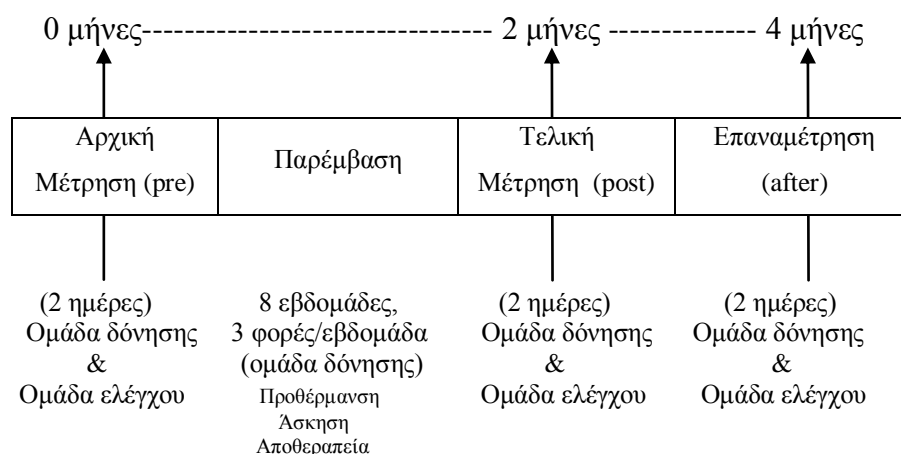 0 μήνες--------------------------------- 2 μήνες -------------- 4 μήνες
Αρχική
Μέτρηση (pre)
Παρέμβαση
Τελική
Μέτρηση (post)
Επαναμέτρηση
(after)
(2 ημέρες)
Ομάδα δόνησης
&
Ομάδα ελέγχου
8 εβδομάδες,
3 φορές/εβδομάδα
(ομάδα δόνησης)
Προθέρμανση
Άσκηση
Αποθεραπεία
(2 ημέρες)
Ομάδα δόνησης
&
Ομάδα ελέγχου
(2 ημέρες)
Ομάδα δόνησης
&
Ομάδα ελέγχου